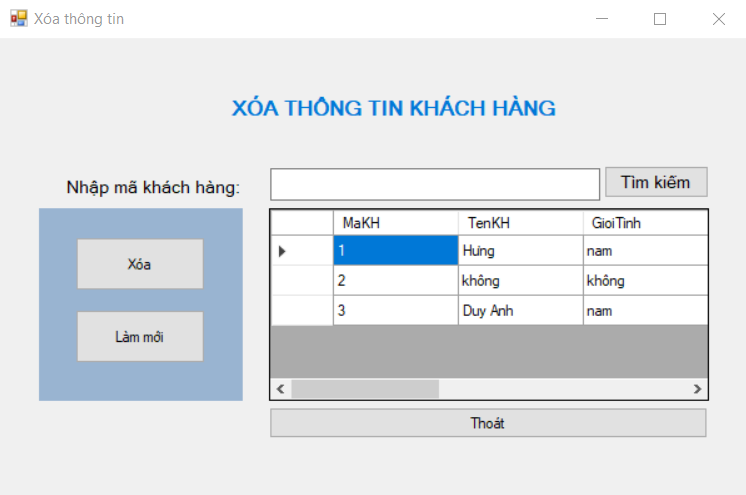 Xóa thông tin
XÓA THÔNG TIN KHÁCH HÀNG
Nhập mã khách hàng:
Tìm kiếm
Xóa
Làm mới
MaKH TenKH GioiTinh
1 Hưng nam
2 không không
3 Duy Anh nam
Thoát